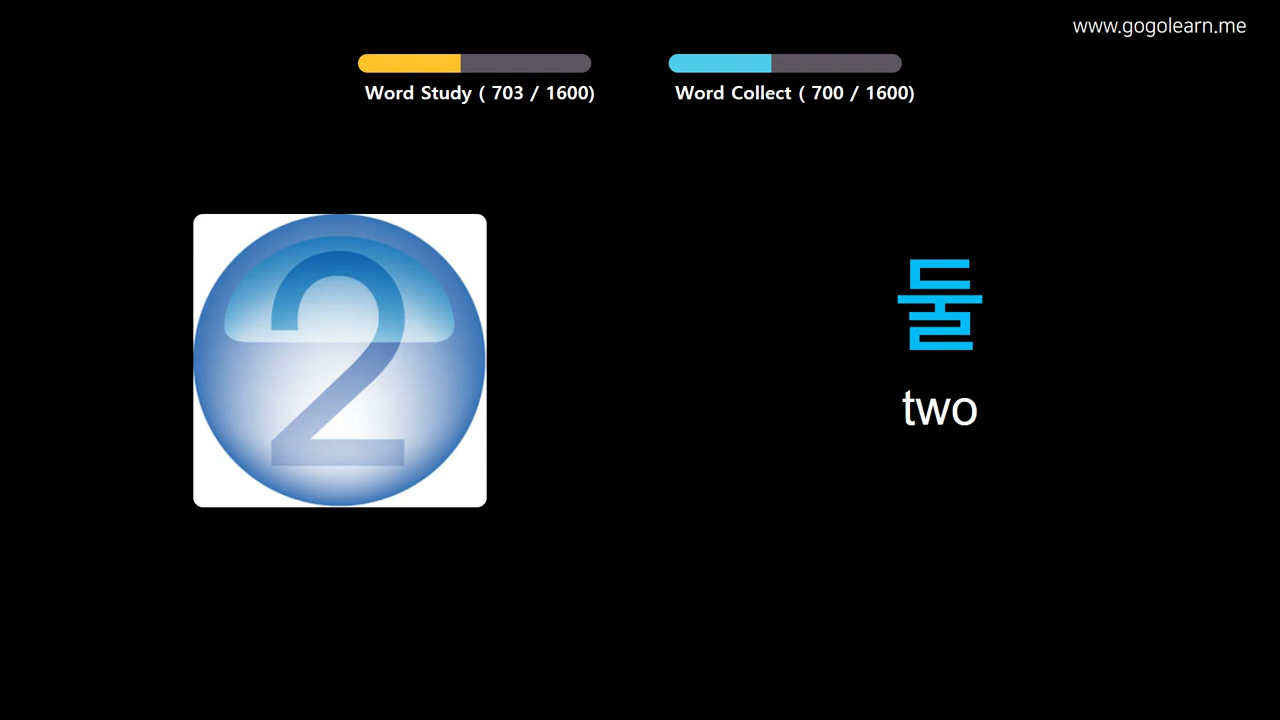 www.gogolearn.me
Word Study ( 703 / 1600)
Word Collect ( 700 / 1600)
2
둘
two